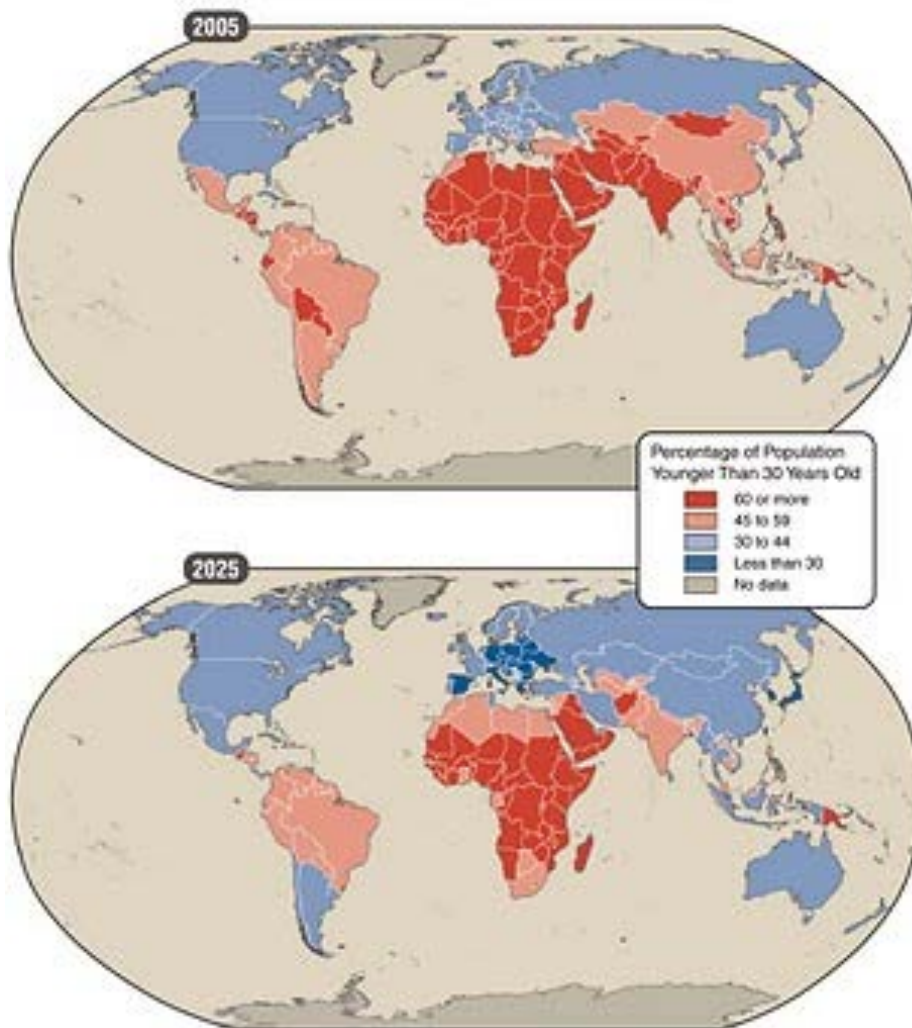 2005
Percentage of Population
Younger Than 30 Years Old
60 or more
45 to 59
30 to 44
Less than 30
No data
2025